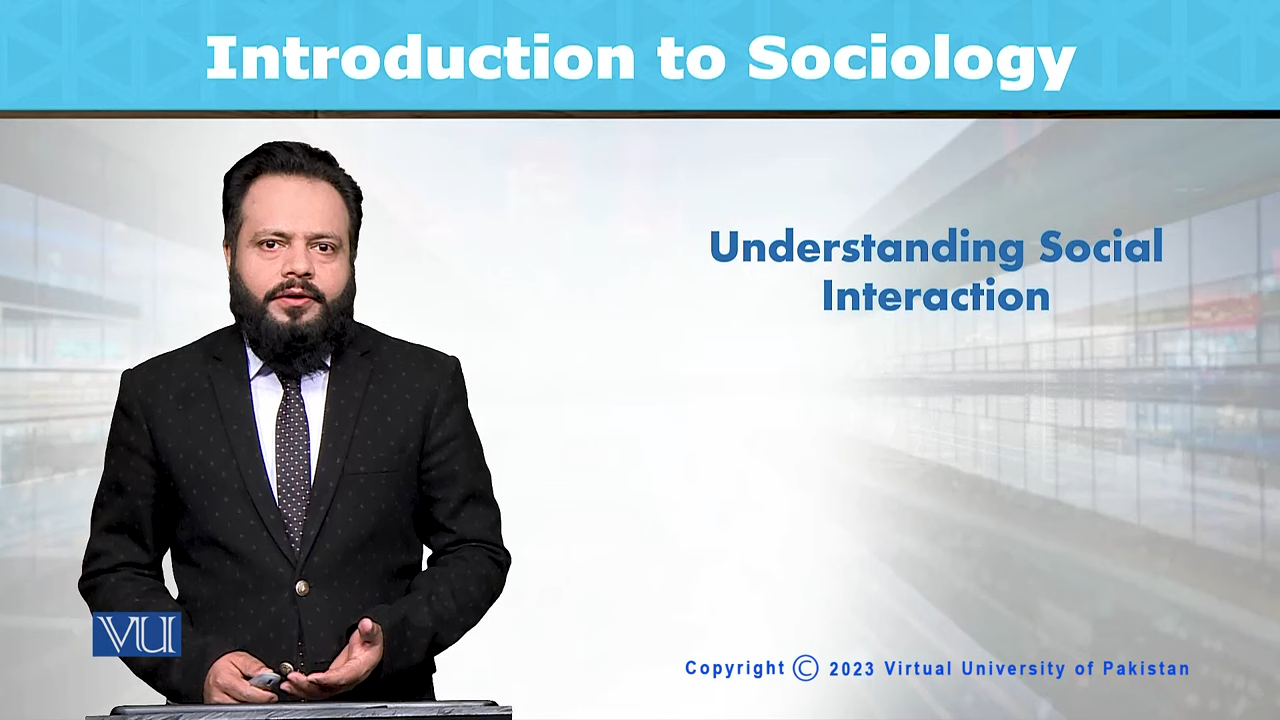 Introduction to Sociology
Understanding Social
Interaction
VU
Copyright © 2023 Virtual University of Pakistan